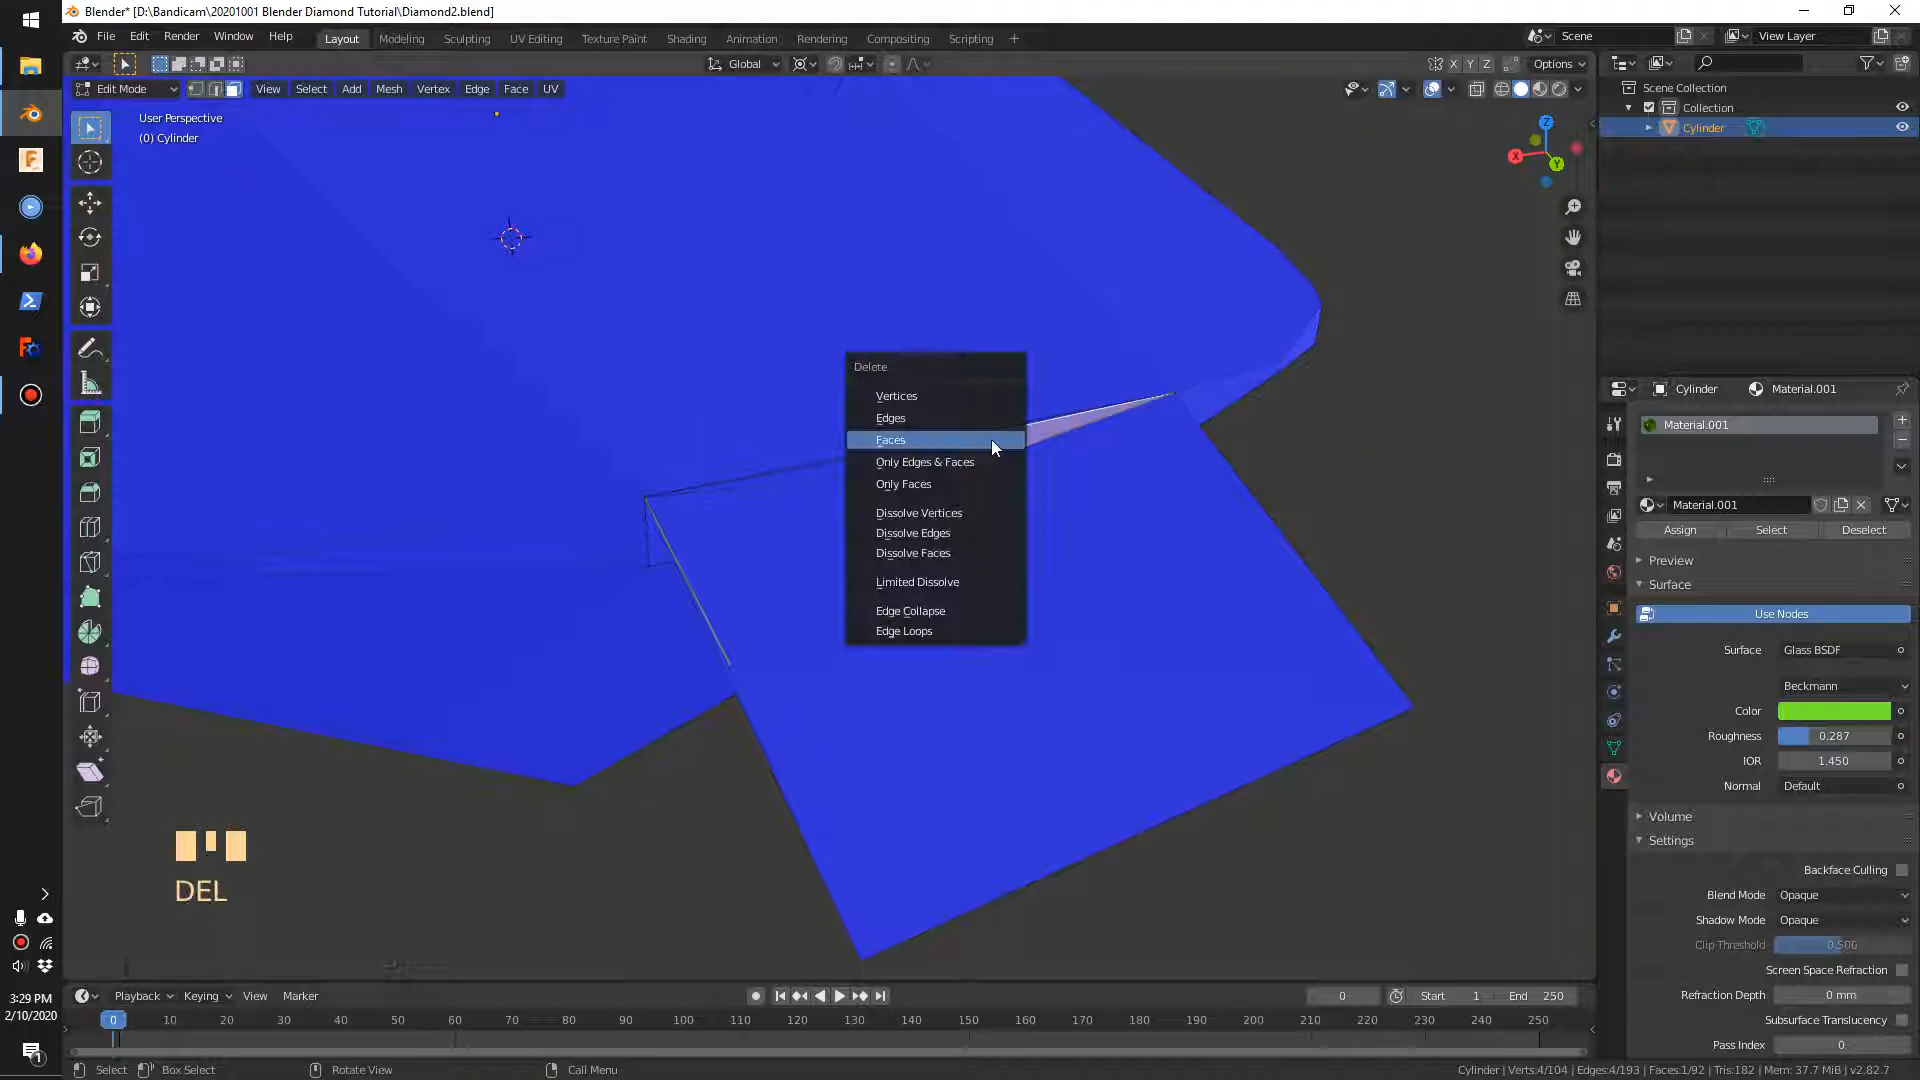 Blender* [D:\Bandicam\20201001 Blender Diamond Tutorial\Diamond2.blend]
File Edit Render Window Help Layout Modeling Sculpting UV Editing Texture Paint Shading Animation Rendering Compositing Scripting + Scene View Layer
Global X Y Z Options
Edit Mode View Select Add Mesh Vertex Edge Face UV
Scene Collection
Collection
Cylinder
User Perspective
(0) Cylinder
Z
X
Y
Delete
Vertices
Edges
Faces
Only Edges & Faces
Only Faces
Dissolve Vertices
Dissolve Edges
Dissolve Faces
Limited Dissolve
Edge Collapse
Edge Loops
Cylinder Material.001
Material.001
Material.001
Assign Select Deselect
Preview
Surface
Use Nodes
Surface Glass BSDF
Beckmann
Color
Roughness 0.287
IOR 1.450
Normal Default
Volume
Settings
Backface Culling
Blend Mode Opaque
Shadow Mode Opaque
Clip Threshold 0.506
Screen Space Refraction
Refraction Depth 0 mm
Subsurface Translucency
Pass Index 0
DEL
3:29 PM
2/10/2020
1
Playback Keying View Marker 0 Start 1 End 250
0 10 20 30 40 50 60 70 80 90 100 110 120 130 140 150 160 170 180 190 200 210 220 230 240 250
Select Box Select Rotate View Call Menu Cylinder | Verts:4/104 | Edges:4/193 | Faces:1/92 | Tris:182 | Mem: 37.7 MiB | v2.82.7